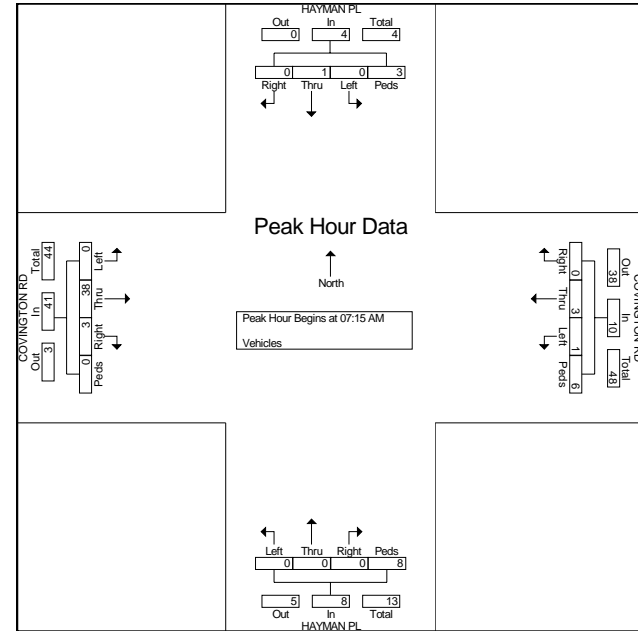 HAYMAN PL
Out In Total
0 4 4
0 1 0 3
Right Thru Left Peds
Peak Hour Data
North
Peak Hour Begins at 07:15 AM
Vehicles
COVINGTON RD
Out In Total
3 41 44
Peds Right Thru Left
0 3 38 0
COVINGTON RD
Out In Total
38 10 48
Right Thru Left Peds
0 3 1 6
Left Thru Right Peds
0 0 0 8
5 8 13
Out In Total
HAYMAN PL